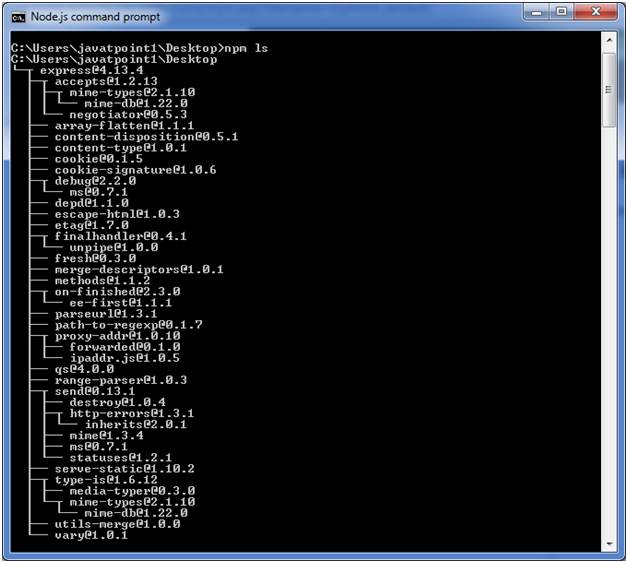 Node.js command prompt
C:\Users\javatpoint1\Desktop>npm ls
C:\Users\javatpoint1\Desktop
└─┬ express@4.13.4
  ├─┬ accepts@1.2.13
  │ ├─┬ mime-types@2.1.10
  │ │ └── mime-db@1.22.0
  │ └── negotiator@0.5.3
  ├── array-flatten@1.1.1
  ├── content-disposition@0.5.1
  ├── content-type@1.0.1
  ├── cookie@0.1.5
  ├── cookie-signature@1.0.6
  ├─┬ debug@2.2.0
  │ └── ms@0.7.1
  ├── depd@1.1.0
  ├── escape-html@1.0.3
  ├── etag@1.7.0
  ├─┬ finalhandler@0.4.1
  │ └── unpipe@1.0.0
  ├── fresh@0.3.0
  ├── merge-descriptors@1.0.1
  ├── methods@1.1.2
  ├─┬ on-finished@2.3.0
  │ └── ee-first@1.1.1
  ├── parseurl@1.3.1
  ├── path-to-regexp@0.1.7
  ├─┬ proxy-addr@1.0.10
  │ ├── forwarded@0.1.0
  │ └── ipaddr.js@1.0.5
  ├── qs@4.0.0
  ├── range-parser@1.0.3
  ├─┬ send@0.13.1
  │ ├── destroy@1.0.4
  │ ├─┬ http-errors@1.3.1
  │ │ └── inherits@2.0.1
  │ ├── mime@1.3.4
  │ ├── ms@0.7.1
  │ └── statuses@1.2.1
  ├── serve-static@1.10.2
  ├─┬ type-is@1.6.12
  │ ├── media-typer@0.3.0
  │ └─┬ mime-types@2.1.10
  │   └── mime-db@1.22.0
  ├── utils-merge@1.0.0
  └── vary@1.0.1